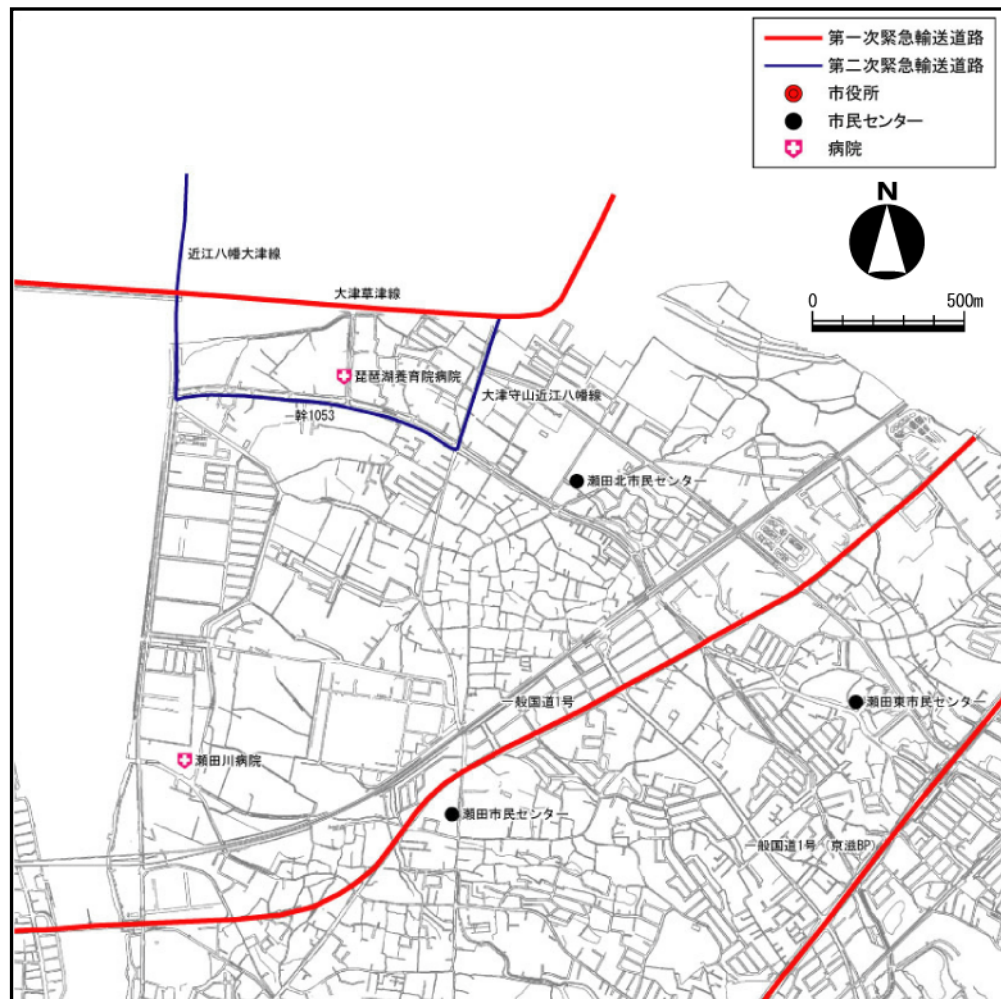 第一次緊急輸送道路
第二次緊急輸送道路
市役所
市民センター
病院
N
0 500m
近江八幡大津線
大津草津線
琵琶湖養育院病院
大津守山近江八幡線
一幹1053
瀬田北市民センター
一般国道1号
瀬田東市民センター
瀬田川病院
瀬田市民センター
一般国道1号（京滋BP）